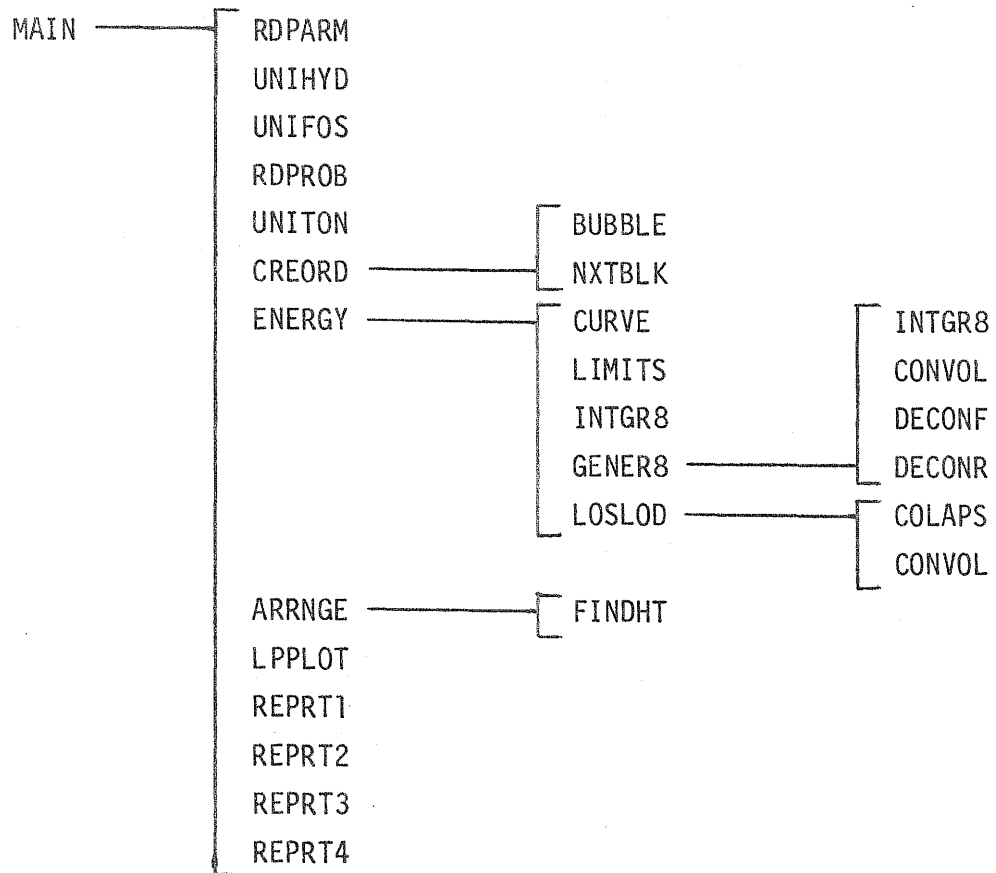 MAIN RDPARM
UNIHYD
UNIFOS
RDPROB
UNITON BUBBLE
CREORD NXTBLK
ENERGY CURVE INTGR8
LIMITS CONVOL
INTGR8 DECONF
GENER8 DECONR
LOSLOD COLAPS
CONVOL
ARRNGE FINDHT
LPPLOT
REPRT1
REPRT2
REPRT3
REPRT4